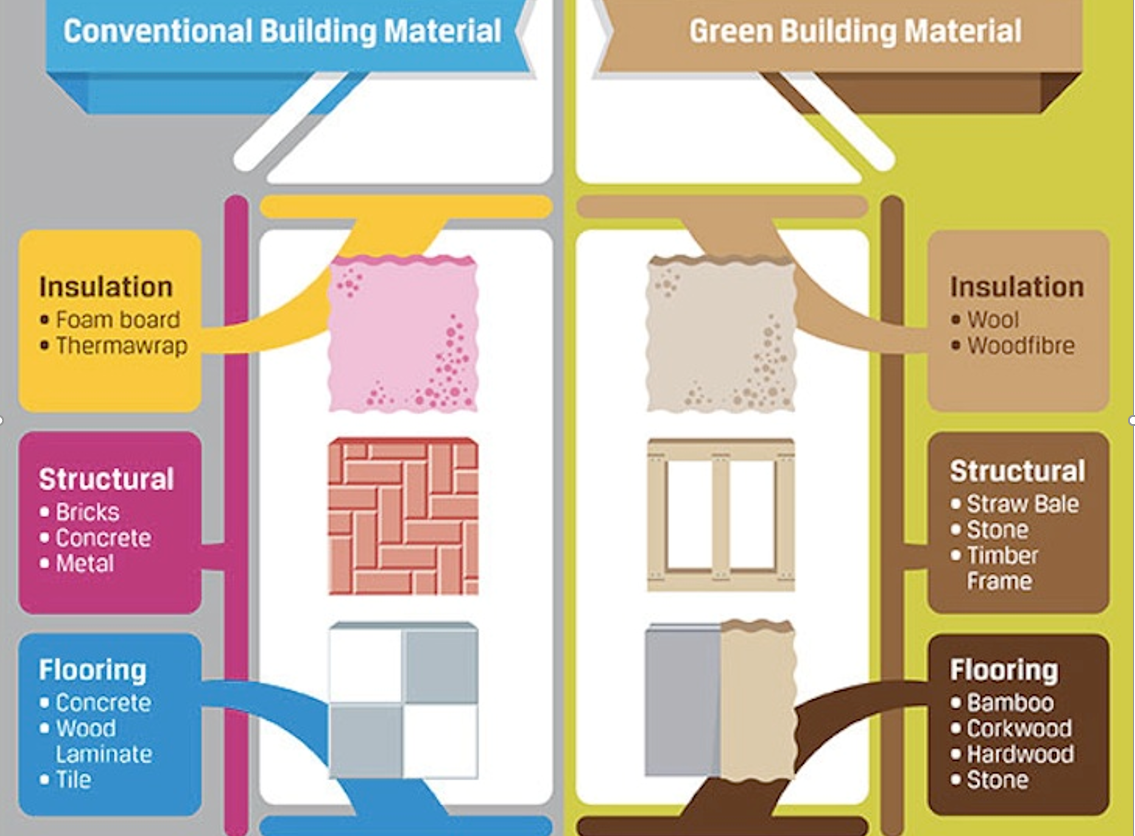 Conventional Building Material
Green Building Material
Insulation
• Foam board
• Thermawrap
Structural
• Bricks
• Concrete
• Metal
Flooring
• Concrete
• Wood
Laminate
• Tile
Insulation
• Wool
• Woodfibre
Structural
• Straw Bale
• Stone
• Timber
Frame
Flooring
• Bamboo
• Corkwood
• Hardwood
• Stone